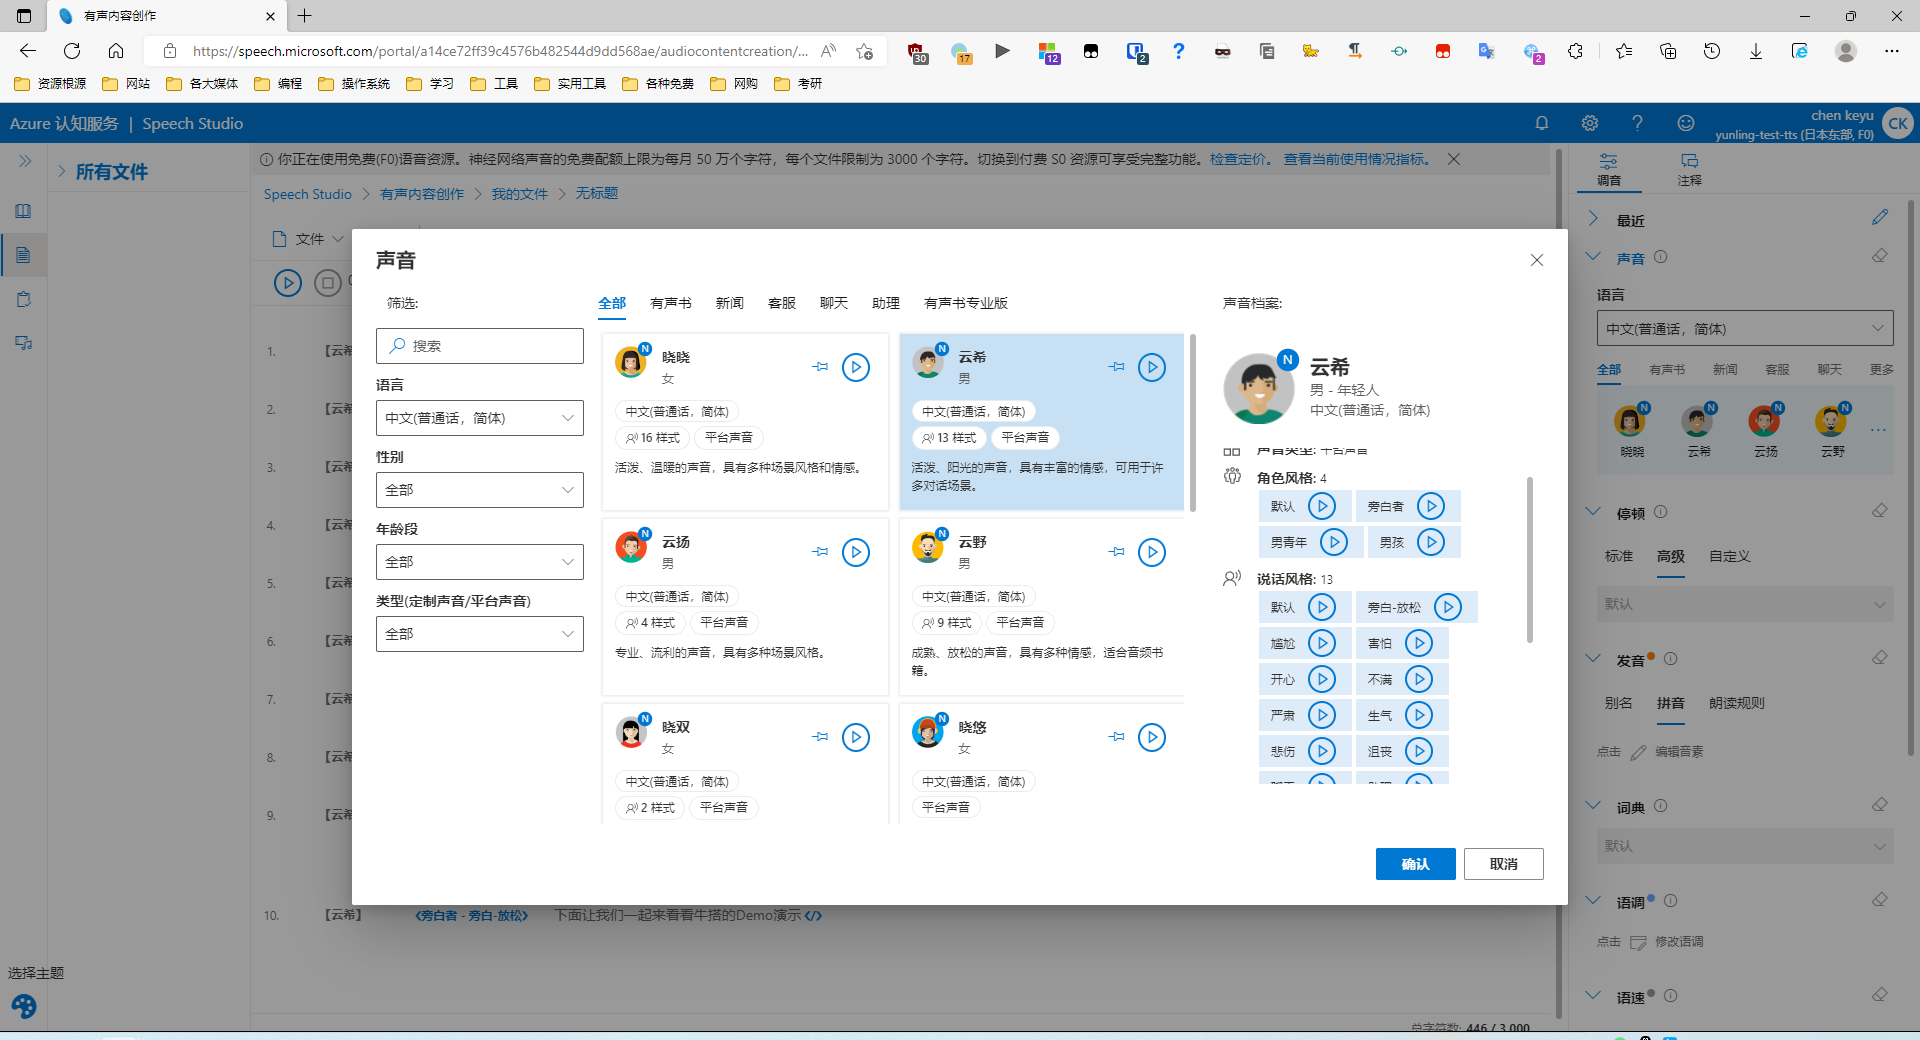 有声内容创作
https://speech.microsoft.com/portal/a14ce72ff39c4576b482544d9dd568ae/audiocontentcreation/...
30
17
12
2
2
资源根源 网站 各大媒体 编程 操作系统 学习 工具 实用工具 各种免费 网购 考研
Azure 认知服务 | Speech Studio
chen keyu
yunling-test-tts (日本东部, F0)
CK
所有文件
你正在使用免费(F0)语音资源。神经网络声音的免费配额上限为每月 50 万个字符，每个文件限制为 3000 个字符。切换到付费 S0 资源可享受完整功能。检查定价。 查看当前使用情况指标。
Speech Studio > 有声内容创作 > 我的文件 > 无标题
文件
1. 【云希
2. 【云希
3. 【云希
4. 【云希
5. 【云希
6. 【云希
7. 【云希
8. 【云希
9. 【云希
10. 【云希】 《旁白者 - 旁白-放松》 下面让我们一起来看看牛搭的Demo演示 </>
选择主题
总字符数: 446 / 3,000
声音
筛选:
搜索
语言
中文(普通话，简体)
性别
全部
年龄段
全部
类型(定制声音/平台声音)
全部
全部 有声书 新闻 客服 聊天 助理 有声书专业版
N
晓晓
女
中文(普通话，简体)
16 样式 平台声音
活泼、温暖的声音，具有多种场景风格和情感。
N
云希
男
中文(普通话，简体)
13 样式 平台声音
活泼、阳光的声音，具有丰富的情感，可用于许
多对话场景。
N
云扬
男
中文(普通话，简体)
4 样式 平台声音
专业、流利的声音，具有多种场景风格。
N
云野
男
中文(普通话，简体)
9 样式 平台声音
成熟、放松的声音，具有多种情感，适合音频书
籍。
N
晓双
女
中文(普通话，简体)
2 样式 平台声音
N
晓悠
女
中文(普通话，简体)
平台声音
声音档案:
N
云希
男 - 年轻人
中文(普通话，简体)
声音类型: 平台声音
角色风格: 4
默认 旁白者
男青年 男孩
说话风格: 13
默认 旁白-放松
尴尬 害怕
开心 不满
严肃 生气
悲伤 沮丧
聊天 助理
确认 取消
调音 注释
最近
声音
语言
中文(普通话，简体)
全部 有声书 新闻 客服 聊天 更多
N N N N
晓晓 云希 云扬 云野 ...
停顿
标准 高级 自定义
默认
发音
别名 拼音 朗读规则
点击 编辑音素
词典
默认
语调
点击 修改语调
语速